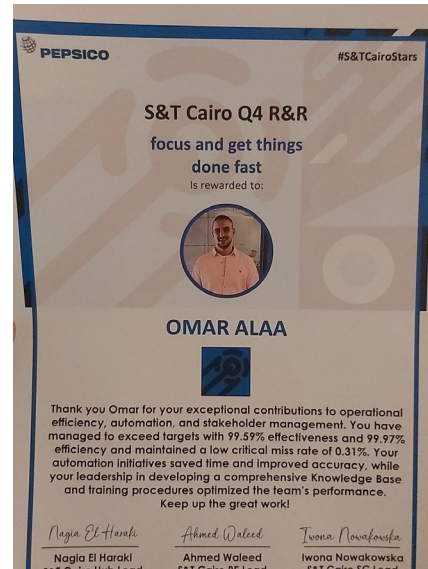 PEPSICO
#S&TCairoStars
S&T Cairo Q4 R&R
focus and get things
done fast
Is rewarded to:
OMAR ALAA
Thank you Omar for your exceptional contributions to operational
efficiency, automation, and stakeholder management. You have
managed to exceed targets with 99.59% effectiveness and 99.97%
efficiency and maintained a low critical miss rate of 0.31%. Your
automation initiatives saved time and improved accuracy, while
your leadership in developing a comprehensive Knowledge Base
and training procedures optimized the team's performance.
Keep up the great work!
Nagia El Haraki Ahmed Waleed Iwona Nowakowska
Nagia El Haraki Ahmed Waleed Iwona Nowakowska